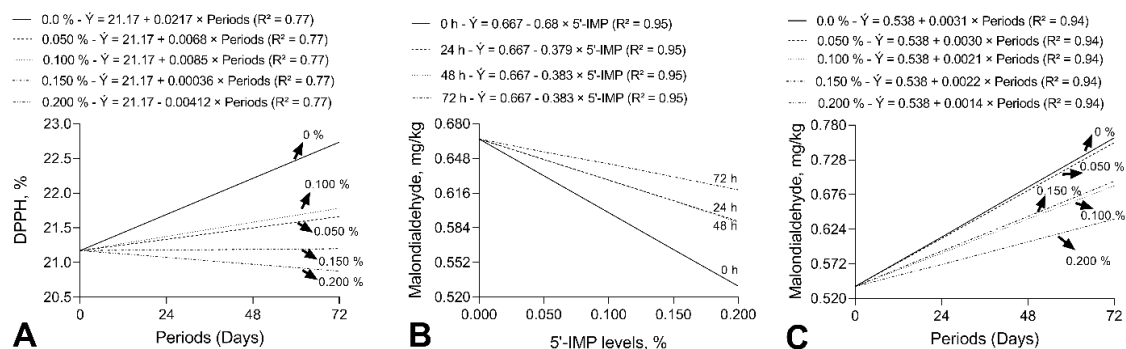 0.0 % - Ŷ = 21.17 + 0.0217 × Periods (R² = 0.77)
0.050 % - Ŷ = 21.17 + 0.0068 × Periods (R² = 0.77)
0.100 % - Ŷ = 21.17 + 0.0085 × Periods (R² = 0.77)
0.150 % - Ŷ = 21.17 + 0.00036 × Periods (R² = 0.77)
0.200 % - Ŷ = 21.17 - 0.00412 × Periods (R² = 0.77)
DPPH, %
23.0
22.5
22.0
21.5
21.0
20.5
0 %
0.100 %
0.050 %
0.150 %
0.200 %
0
24
48
72
Periods (Days)
A
0 h - Ŷ = 0.667 - 0.68 × 5'-IMP (R² = 0.95)
24 h - Ŷ = 0.667 - 0.379 × 5'-IMP (R² = 0.95)
48 h - Ŷ = 0.667 - 0.383 × 5'-IMP (R² = 0.95)
72 h - Ŷ = 0.667 - 0.383 × 5'-IMP (R² = 0.95)
Malondialdehyde, mg/kg
0.680
0.648
0.616
0.584
0.552
0.520
72 h
24 h
48 h
0 h
0.000
0.050
0.100
0.150
0.200
5'-IMP levels, %
B
0.0 % - Ŷ = 0.538 + 0.0031 × Periods (R² = 0.94)
0.050 % - Ŷ = 0.538 + 0.0030 × Periods (R² = 0.94)
0.100 % - Ŷ = 0.538 + 0.0021 × Periods (R² = 0.94)
0.150 % - Ŷ = 0.538 + 0.0022 × Periods (R² = 0.94)
0.200 % - Ŷ = 0.538 + 0.0014 × Periods (R² = 0.94)
Malondialdehyde, mg/kg
0.780
0.728
0.676
0.624
0.572
0.520
0 %
0.050 %
0.150 %
0.100 %
0.200 %
0
24
48
72
Periods (Days)
C